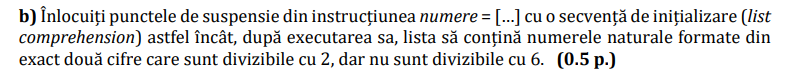 b) Înlocuiți punctele de suspensie din instrucțiunea numere = [...] cu o secvență de inițializare (list
comprehension) astfel încât, după executarea sa, lista să conțină numerele naturale formate din
exact două cifre care sunt divizibile cu 2, dar nu sunt divizibile cu 6. (0.5 p.)